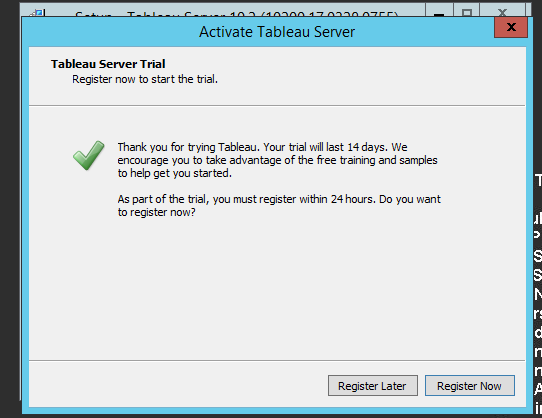 Setup - Tableau Server 10.2 (10200.17.0328.0755)
Activate Tableau Server
Tableau Server Trial
Register now to start the trial.
Thank you for trying Tableau. Your trial will last 14 days. We
encourage you to take advantage of the free training and samples
to help get you started.
As part of the trial, you must register within 24 hours. Do you want
to register now?
Register Later
Register Now